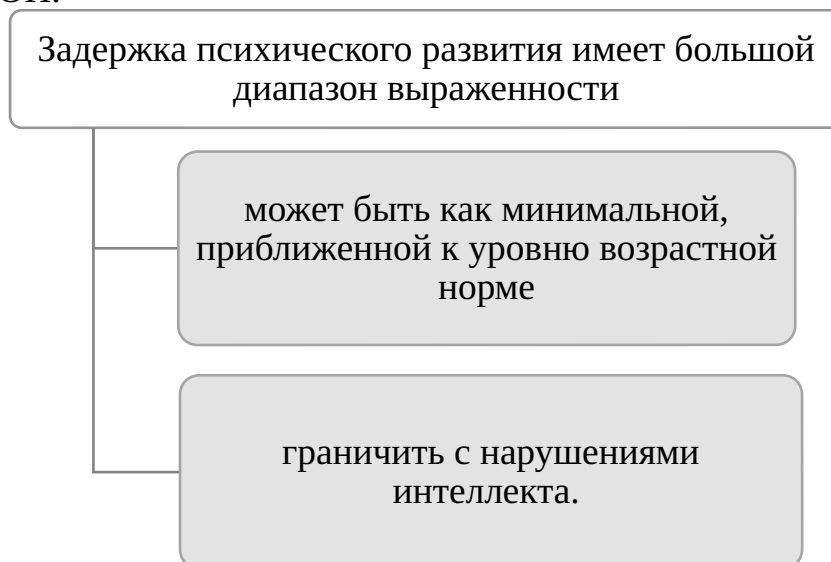 Задержка психического развития имеет большой
диапазон выраженности
может быть как минимальной,
приближенной к уровню возрастной
норме
граничить с нарушениями
интеллекта.